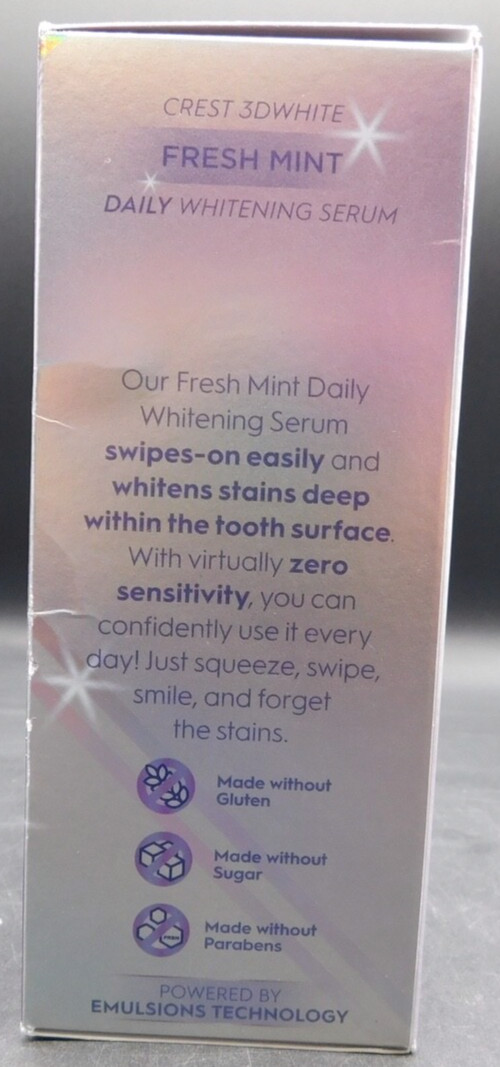 CREST 3DWHITE
FRESH MINT
DAILY WHITENING SERUM
Our Fresh Mint Daily
Whitening Serum
swipes-on easily and
whitens stains deep
within the tooth surface.
With virtually zero
sensitivity, you can
confidently use it every
day! Just squeeze, swipe,
smile, and forget
the stains.
Made without
Gluten
Made without
Sugar
Made without
Parabens
POWERED BY
EMULSIONS TECHNOLOGY